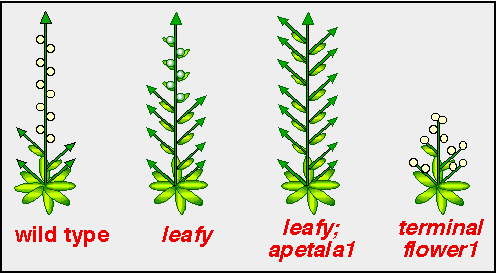 wild type
leafy
leafy;
apetala1
terminal
flower1